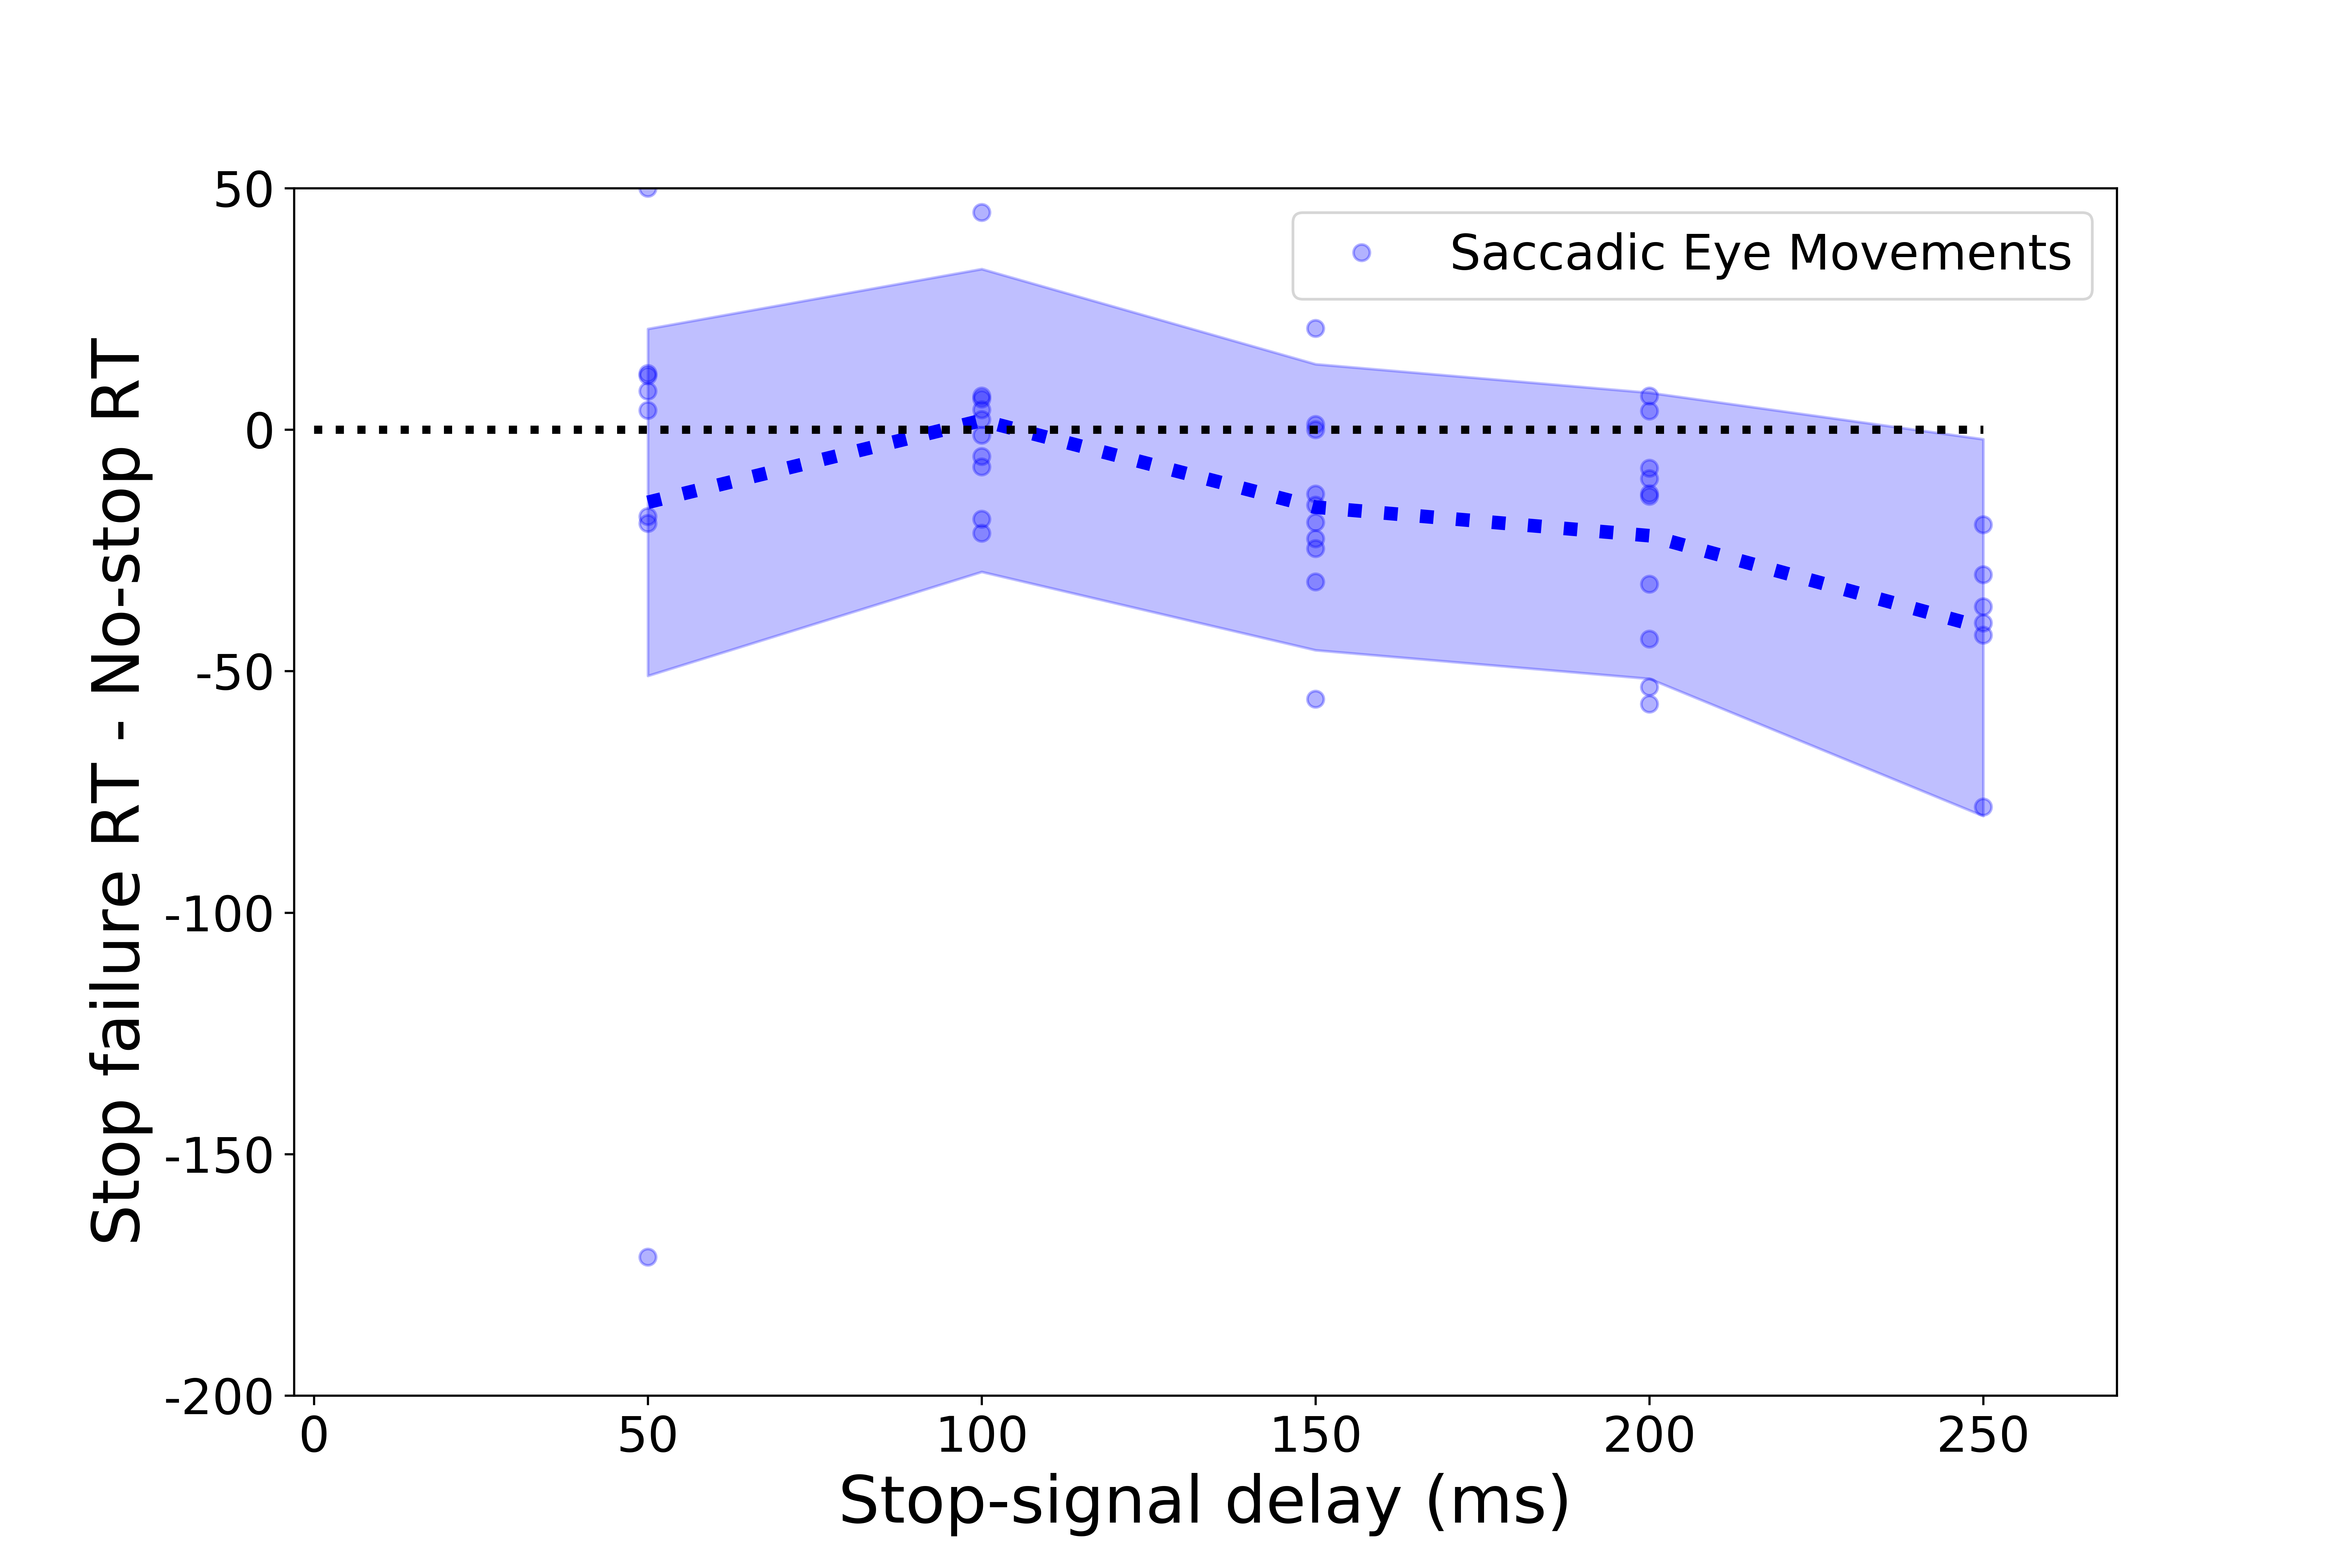 Saccadic Eye Movements
Stop failure RT - No-stop RT
50
0
-50
-100
-150
-200
0 50 100 150 200 250
Stop-signal delay (ms)